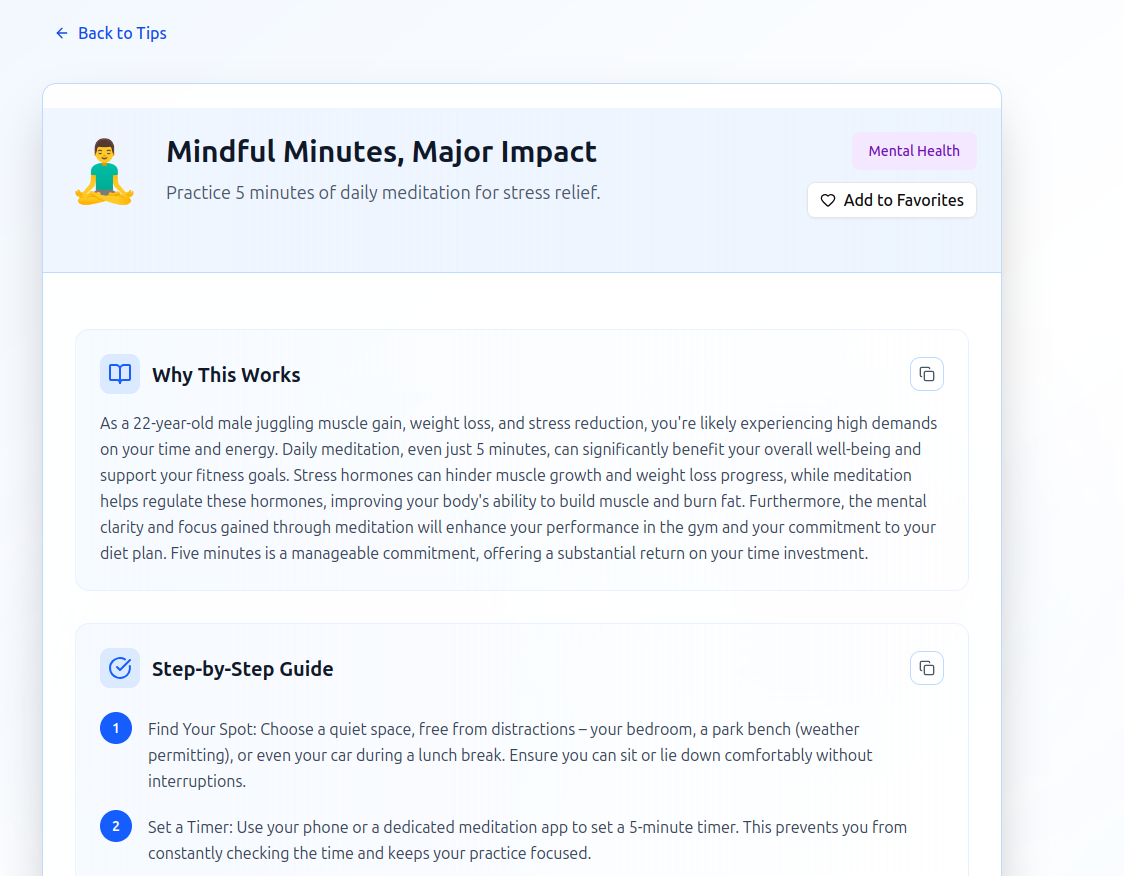 Back to Tips
Mindful Minutes, Major Impact
Practice 5 minutes of daily meditation for stress relief.
Mental Health
Add to Favorites
Why This Works
As a 22-year-old male juggling muscle gain, weight loss, and stress reduction, you're likely experiencing high demands
on your time and energy. Daily meditation, even just 5 minutes, can significantly benefit your overall well-being and
support your fitness goals. Stress hormones can hinder muscle growth and weight loss progress, while meditation
helps regulate these hormones, improving your body's ability to build muscle and burn fat. Furthermore, the mental
clarity and focus gained through meditation will enhance your performance in the gym and your commitment to your
diet plan. Five minutes is a manageable commitment, offering a substantial return on your time investment.
Step-by-Step Guide
1
Find Your Spot: Choose a quiet space, free from distractions – your bedroom, a park bench (weather
permitting), or even your car during a lunch break. Ensure you can sit or lie down comfortably without
interruptions.
2
Set a Timer: Use your phone or a dedicated meditation app to set a 5-minute timer. This prevents you from
constantly checking the time and keeps your practice focused.